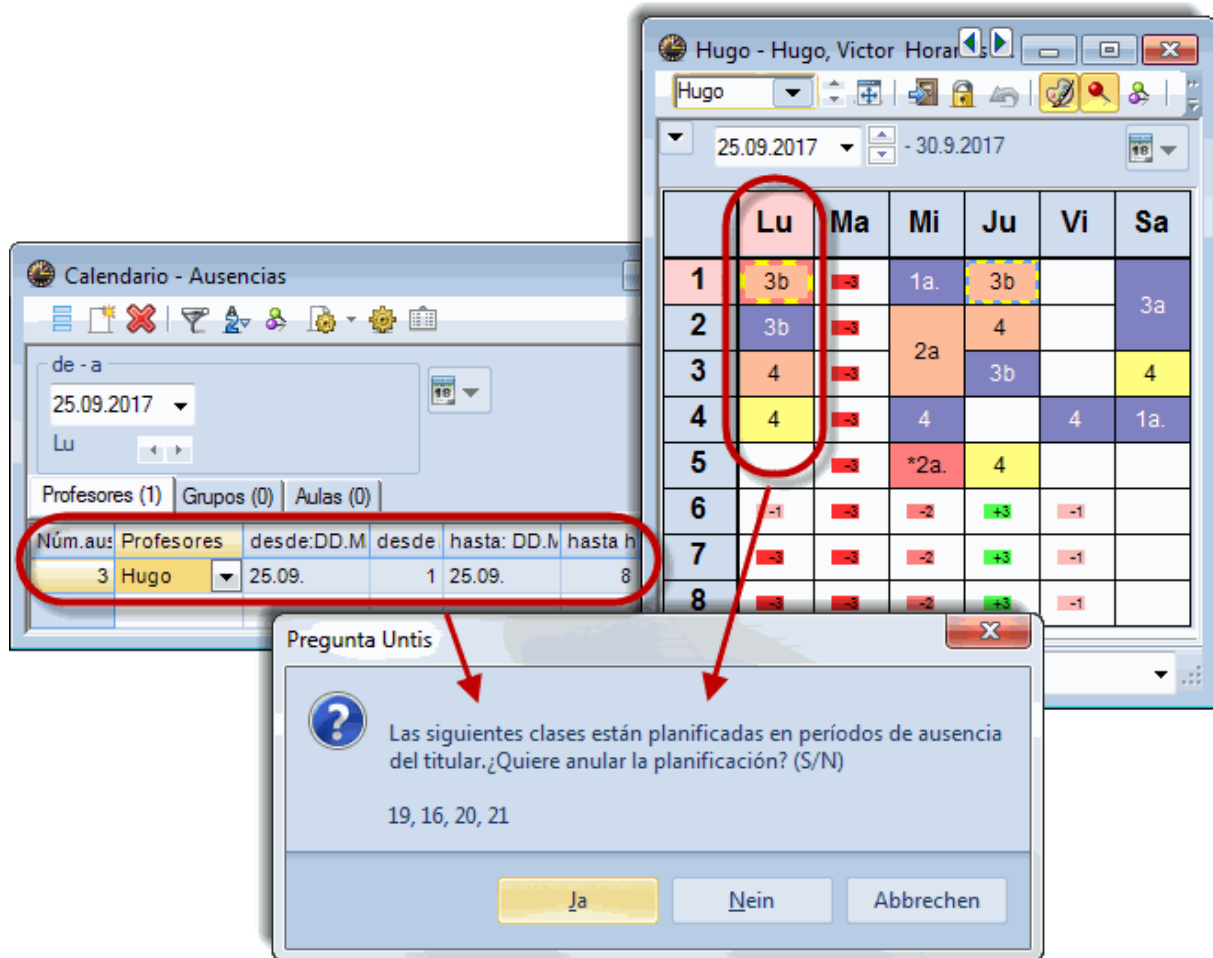 Hugo - Hugo, Victor Horar
Hugo
25.09.2017 - 30.9.2017
18
Lu Ma Mi Ju Vi Sa
1 3b -3 1a. 3b 3a
2 3b -3 2a 4
3 4 -3 3b 4
4 4 -3 4 4 1a.
5 -3 *2a. 4
6 -1 -3 -2 +3 -1
7 -3 -3 -2 +3 -1
8 -3 -3 -2 +3 -1
Calendario - Ausencias
de - a
25.09.2017
18
Lu
Profesores (1) Grupos (0) Aulas (0)
Núm.aus Profesores desde:DD.M desde hasta: DD.M hasta h
3 Hugo 25.09. 1 25.09. 8
Pregunta Untis
Las siguientes clases están planificadas en períodos de ausencia
del titular.¿Quiere anular la planificación? (S/N)
19, 16, 20, 21
Ja Nein Abbrechen